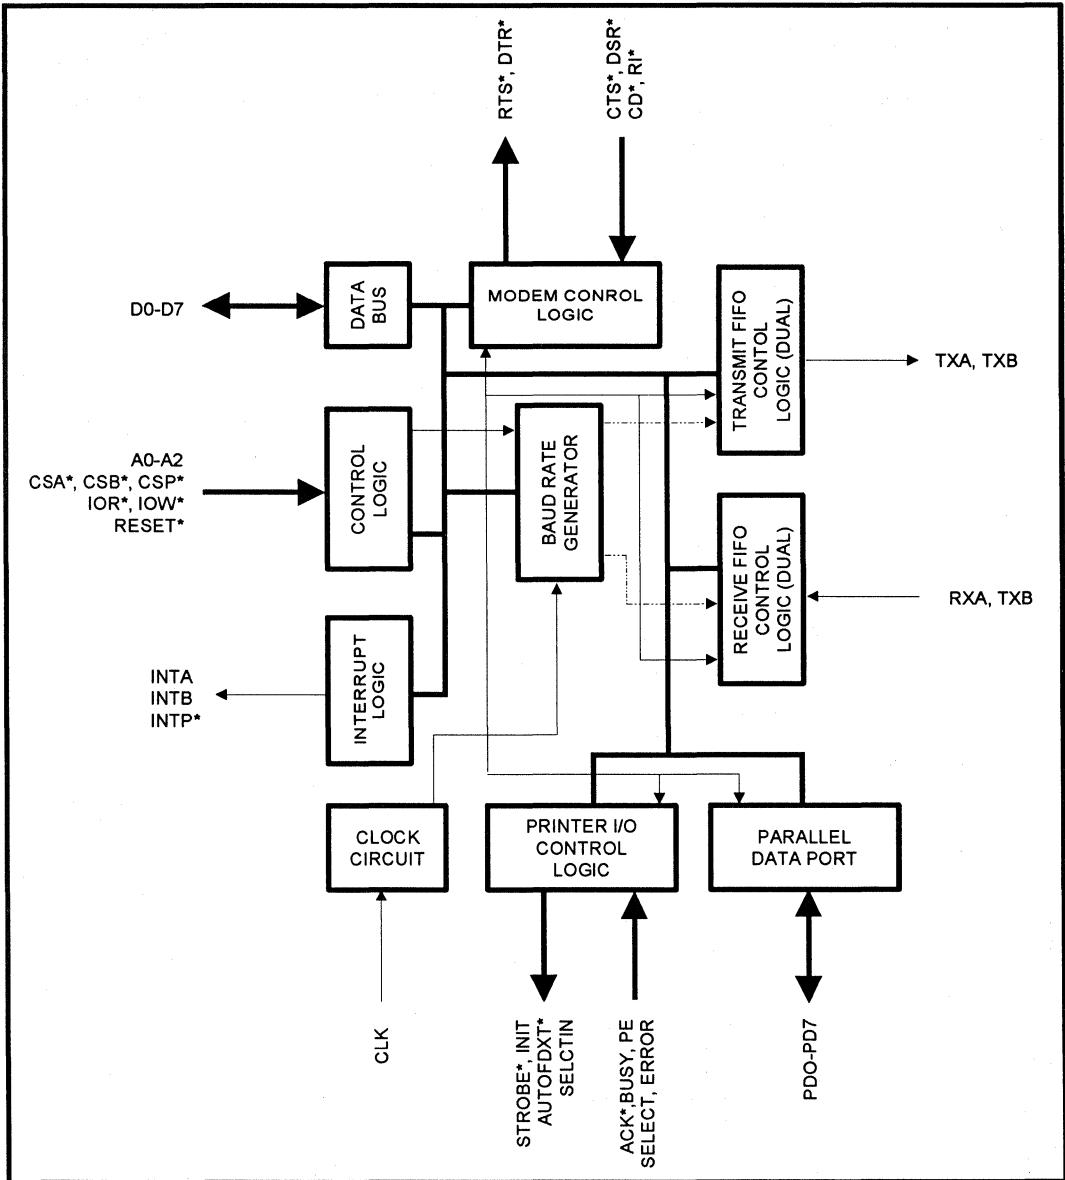 RTS*, DTR*
CTS*, DSR*
CD*, RI*
D0-D7
DATA
BUS
MODEM CONROL
LOGIC
TRANSMIT FIFO
CONTOL
LOGIC (DUAL)
TXA, TXB
A0-A2
CSA*, CSB*, CSP*
IOR*, IOW*
RESET*
CONTROL
LOGIC
BAUD RATE
GENERATOR
RECEIVE FIFO
CONTROL
LOGIC (DUAL)
RXA, TXB
INTA
INTB
INTP*
INTERRUPT
LOGIC
CLOCK
CIRCUIT
PRINTER I/O
CONTROL
LOGIC
PARALLEL
DATA PORT
CLK
STROBE*, INIT
AUTOFDXT*
SELCTIN
ACK*,BUSY, PE
SELECT, ERROR
PDO-PD7